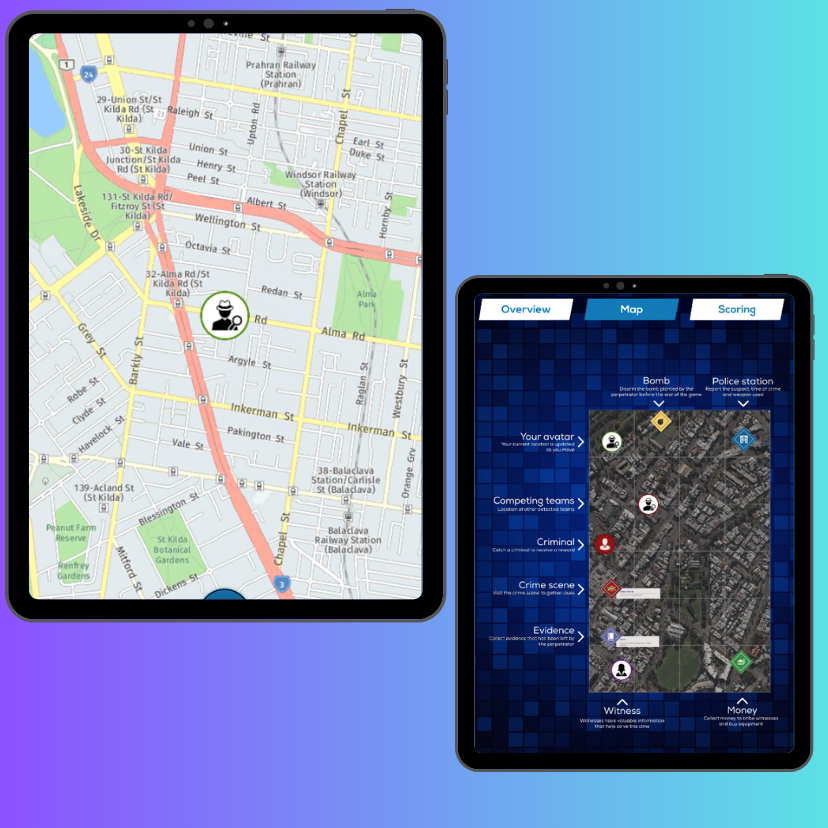 Prahran Railway
Station
(Prahran)
1
24
29-Union St/St
Kilda Rd (St
Kilda)
Raleigh St
Upton Rd
Chapel St
Union St
Henry St
Peel St
Earl St
Duke St
30-St Kilda
Junction/St Kilda
Rd (St Kilda)
Windsor Railway
Station
(Windsor)
Lakeside Dr
131-St Kilda Rd/
Fitzroy St (St
Kilda)
Albert St
Hornby St
Wellington St
Octavia St
32-Alma Rd/St
Kilda Rd (St
Kilda)
Redan St
Alma
Park
Rd
Alma Rd
Grey St
Barkly St
Argyle St
Raglan St
Westbury St
Robe St
Clyde St
Havelock St
Inkerman St
Inkerman St
Pakington St
Vale St
Orange Grv
38-Balaclava
Station/Carlisle
St (Balaclava)
139-Acland St
(St Kilda)
Blessington St
Peanut Farm
Reserve
Renfrey
Gardens
St Kilda
Botanical
Gardens
Mitford St
Dickens St
Chapel St
Balaclava
Railway Station
(Balaclava)
3
Overview
Map
Scoring
Bomb
Disarm the bomb planted by the
perpetrator before the end of the game
Police station
Report the suspect, time of crime
and weapon used
Your avatar
Your current location is updated
as you move
Competing teams
Location of other detective teams
Criminal
Catch a criminal to receive a reward
Crime scene
Visit the crime scene to gather clues
Evidence
Collect evidence that has been left by
the perpetrator
Witness
Witnesses have valuable information
that help solve this crime
Money
Collect money to bribe witnesses
and buy equipment